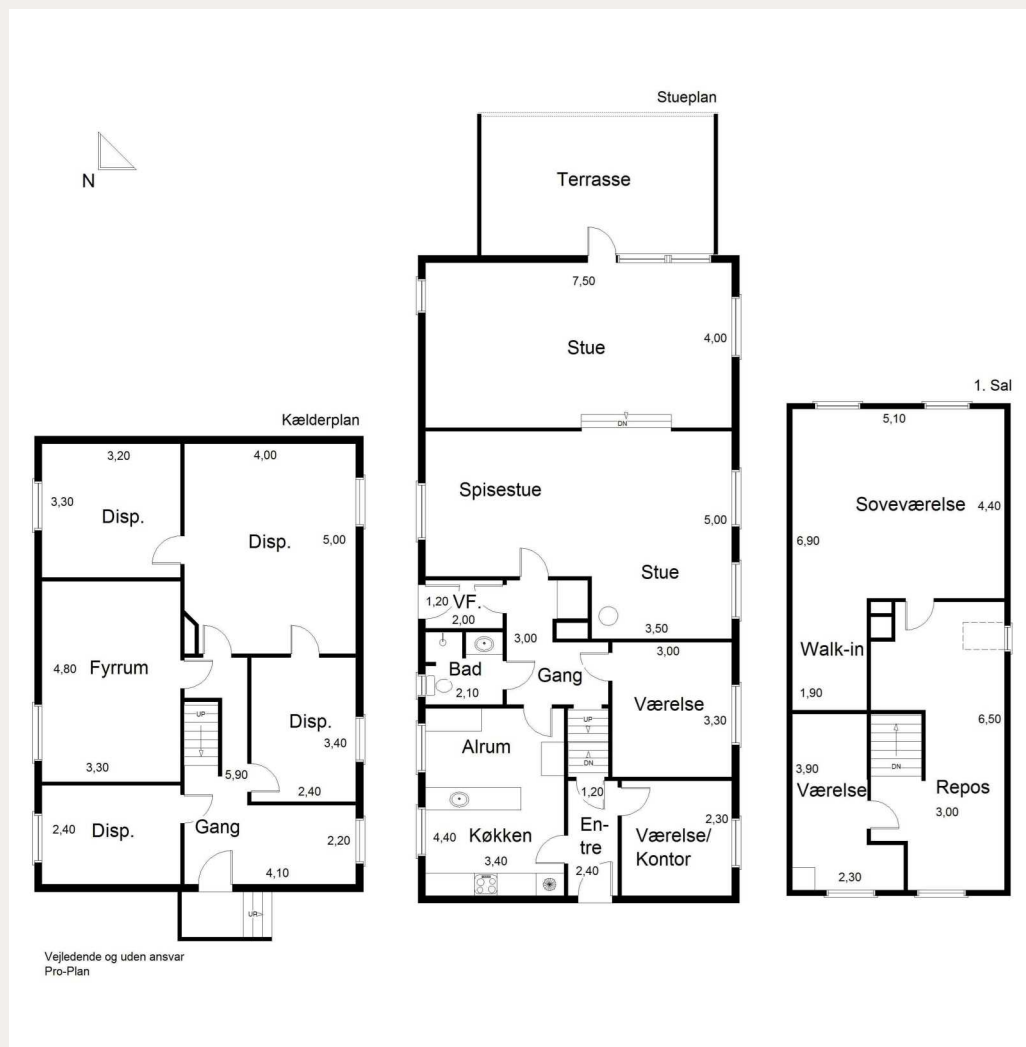 Stueplan
Terrasse
N
7,50
4,00
Stue
DN
Spisestue
5,00
Stue
1,20
VF.
2,00
3,00
3,50
Bad
2,10
Gang
3,00
Værelse
3,30
UP
DN
Alrum
1,20
En-
tre
2,40
Køkken
4,40
3,40
2,30
Værelse/
Kontor
Kælderplan
3,20
4,00
3,30
Disp.
Disp.
5,00
4,80
Fyrrum
3,30
UP
5,90
Disp.
3,40
2,40
2,40
Disp.
Gang
2,20
4,10
UP
1. Sal
5,10
Soveværelse
4,40
6,90
Walk-in
1,90
6,50
DN
3,90
Værelse
Repos
3,00
2,30
Vejledende og uden ansvar
Pro-Plan